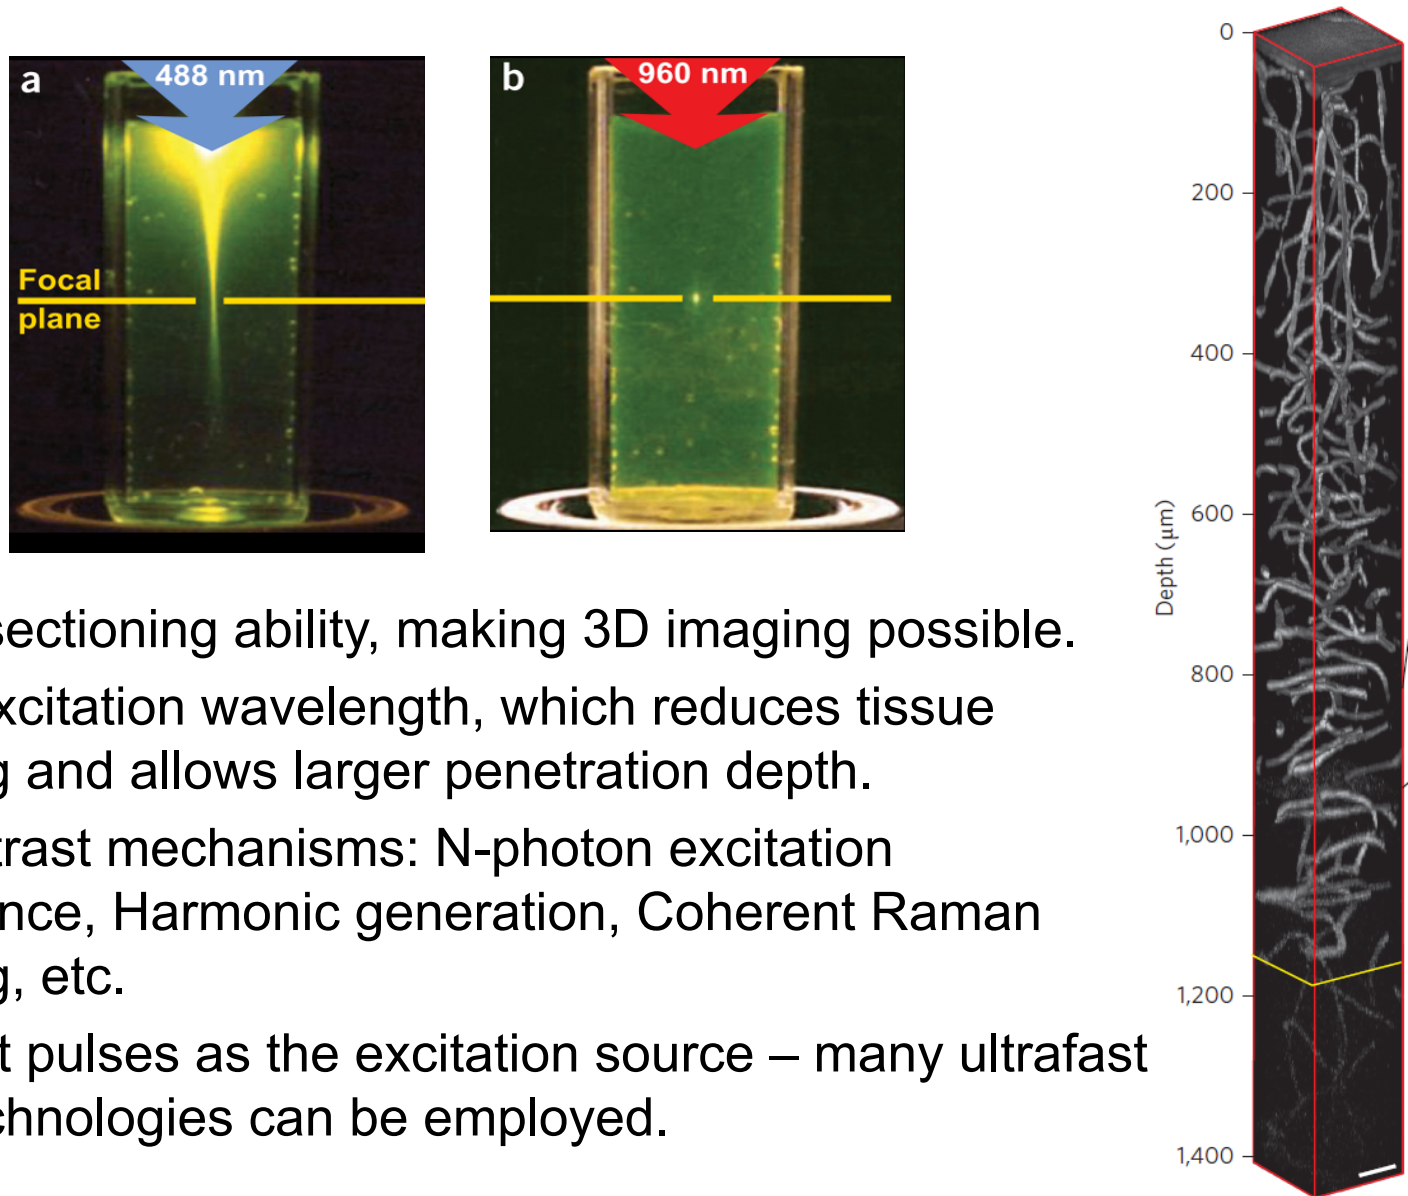 a
488 nm
Focal
plane
b
960 nm
sectioning ability, making 3D imaging possible.
xcitation wavelength, which reduces tissue
g and allows larger penetration depth.
trast mechanisms: N-photon excitation
nce, Harmonic generation, Coherent Raman
g, etc.
t pulses as the excitation source – many ultrafast
chnologies can be employed.
0
200
400
600
800
1,000
1,200
1,400
Depth (µm)